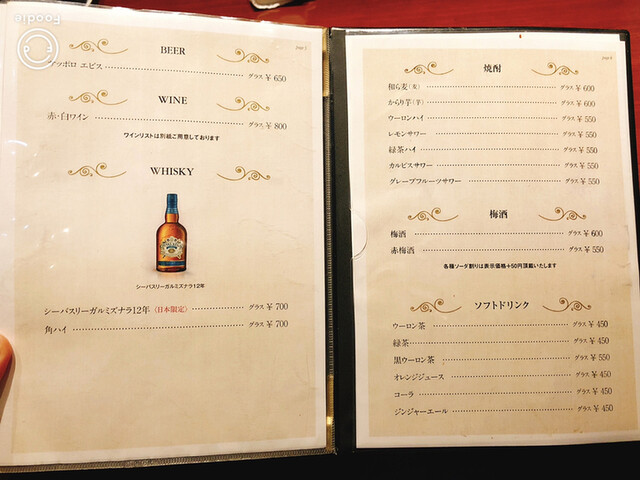 Foodie
page 5
BEER
サッポロ エビス グラス ¥ 650
WINE
赤・白ワイン グラス ¥ 800
ワインリストは別紙ご用意しております
WHISKY
シーバスリーガルミズナラ12年
シーバスリーガルミズナラ12年〈日本限定〉 グラス ¥ 700
角ハイ グラス ¥ 700
page 6
焼酎
和ら麦(麦) グラス ¥ 600
からり芋(芋) グラス ¥ 600
ウーロンハイ グラス ¥ 550
レモンサワー グラス ¥ 550
緑茶ハイ グラス ¥ 550
カルピスサワー グラス ¥ 550
グレープフルーツサワー グラス ¥ 550
梅酒
梅酒 グラス ¥ 600
赤梅酒 グラス ¥ 550
各種ソーダ割りは表示価格+50円頂戴いたします
ソフトドリンク
ウーロン茶 グラス ¥ 450
緑茶 グラス ¥ 450
黒ウーロン茶 グラス ¥ 550
オレンジジュース グラス ¥ 450
コーラ グラス ¥ 450
ジンジャーエール グラス ¥ 450